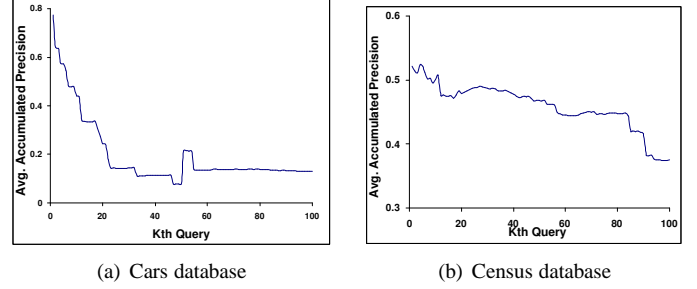 Avg. Accumulated Precision
0.8
0.6
0.4
0.2
0
0 20 40 60 80 100
Kth Query
(a) Cars database
Avg. Accumulated Precision
0.6
0.5
0.4
0.3
0 20 40 60 80 100
Kth Query
(b) Census database